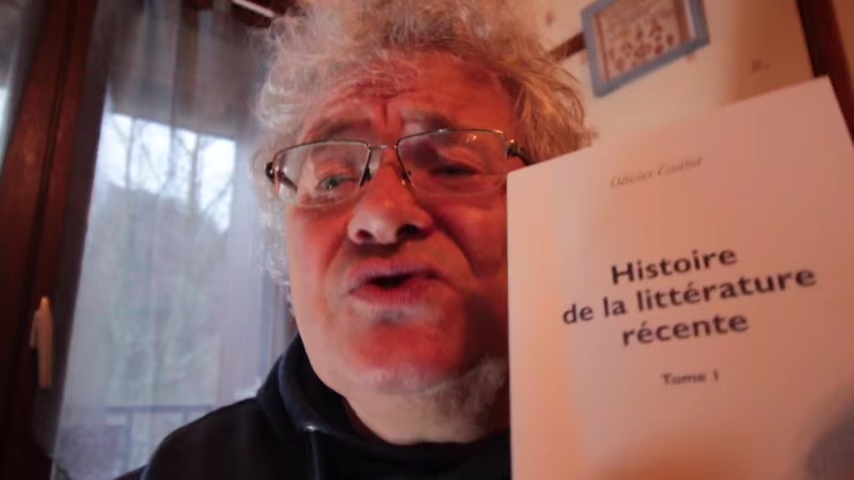 Olivier Cadiot
Histoire
de la littérature
récente
Tome 1